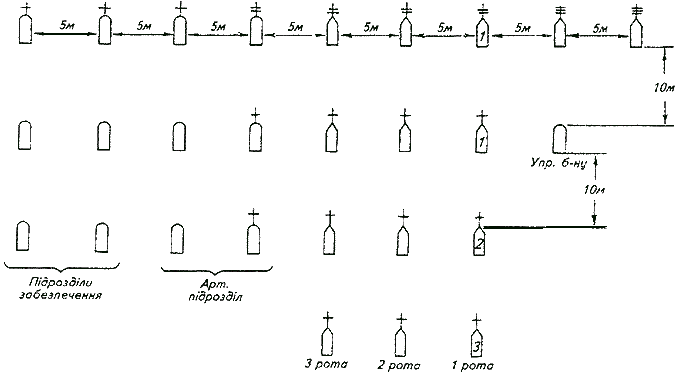 5м 5м 5м 5м 5м 5м 5м 5м
1
10м
1
Упр. б-ну
10м
2
Підрозділи
забезпечення
Арт.
підрозділ
3
3 рота 2 рота 1 рота